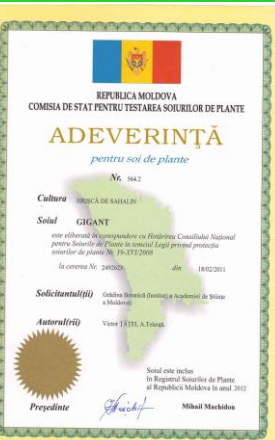 REPUBLICA MOLDOVA
COMISIA DE STAT PENTRU TESTAREA SOIURILOR DE PLANTE
ADEVERINȚĂ
pentru soi de plante
Nr. 564.2
Cultura HRIȘCĂ DE SAHALIN
Soiul GIGANT
este eliberată în corespundere cu Hotărîrea Consiliului Național
pentru Soiurile de Plante în temeiul Legii privind protecția
soiurilor de plante Nr. 39-XVI/2008
la cererea Nr. 2492623 din 18/02/2011
Solicitantul(ții) Grădina Botanică (Institut) a Academiei de Științe
a Moldovei;
Autorul(rii) Victor ȚÎȚEI, A.Teleuță.
Soiul este inclus
în Registrul Soiurilor de Plante
al Republicii Moldova în anul 2012
Președinte Mihail Machidon